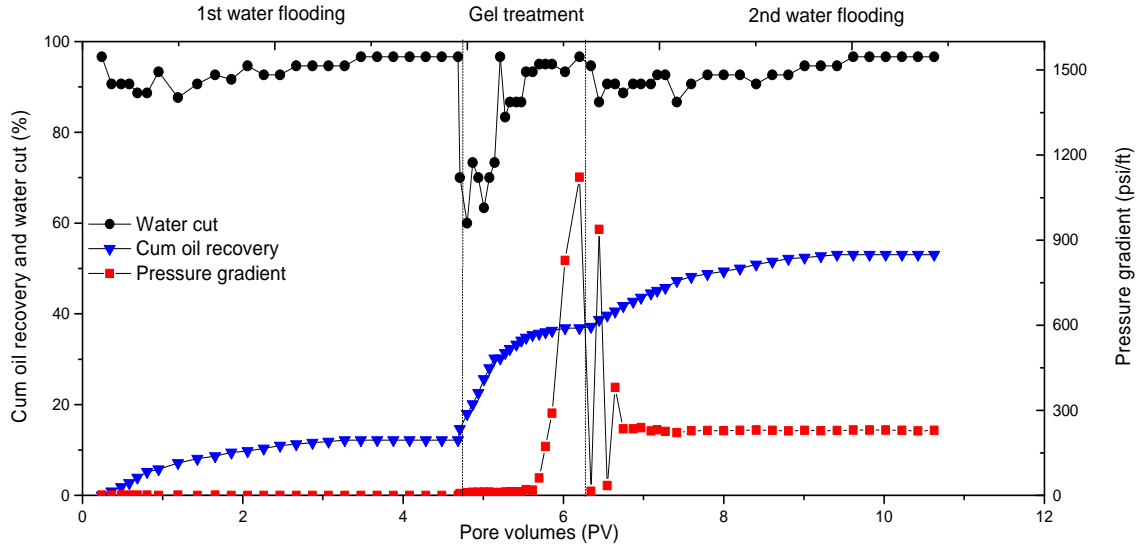 1st water flooding
Gel treatment
2nd water flooding
100
80
60
40
20
0
Cum oil recovery and water cut (%)
Water cut
Cum oil recovery
Pressure gradient
1500
1200
900
600
300
0
Pressure gradient (psi/ft)
0 2 4 6 8 10 12
Pore volumes (PV)